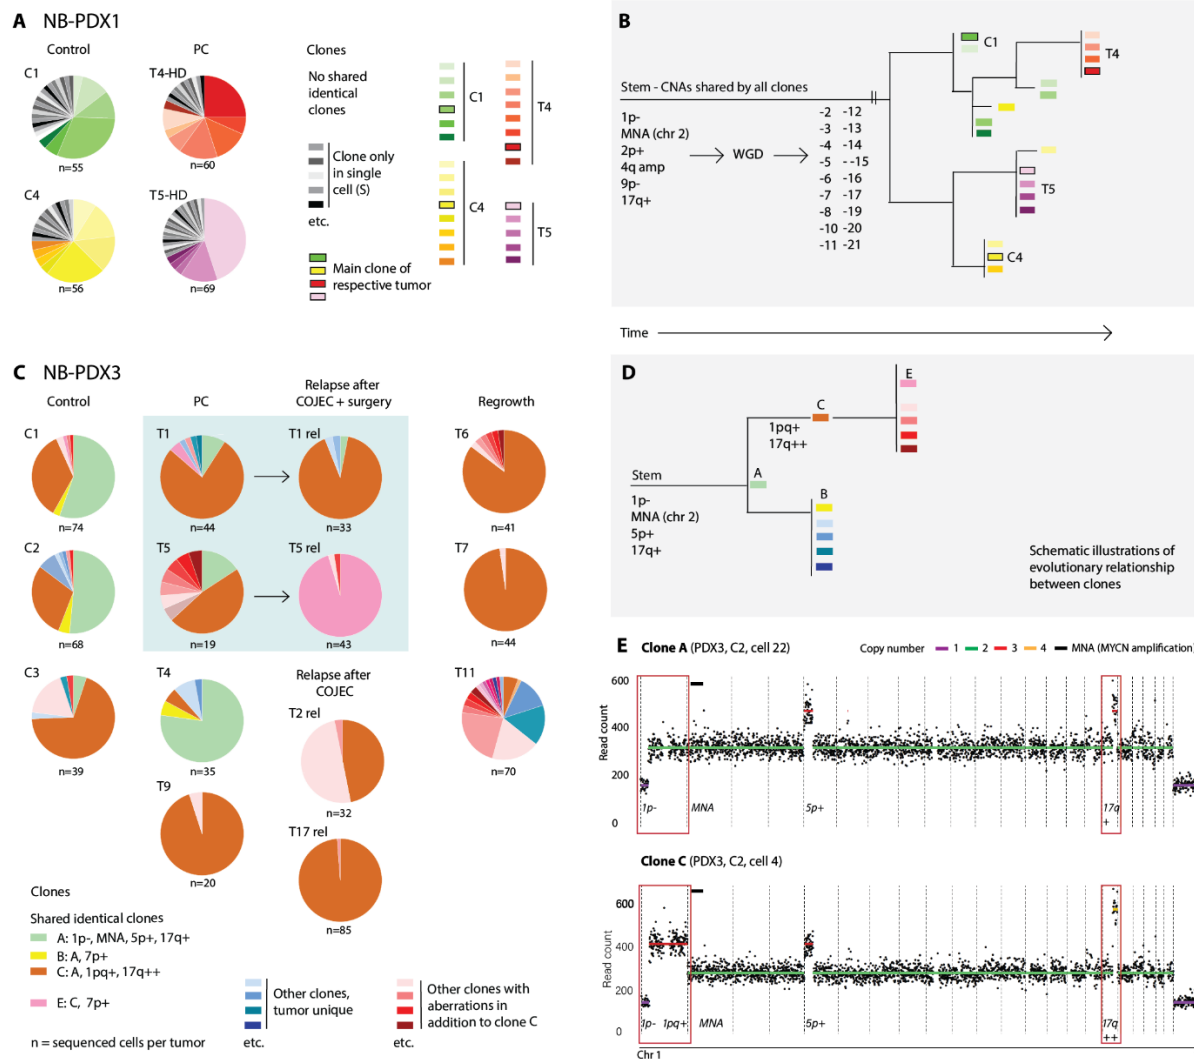 A NB-PDX1
Control
PC
Clones
C1
T4-HD
n=55
n=60
C4
T5-HD
n=56
n=69
No shared
identical
clones
Clone only
in single
cell (S)
etc.
Main clone of
respective tumor
C1
T4
C4
T5
B
Stem - CNAs shared by all clones
1p-
MNA (chr 2)
2p+
4q amp
9p-
17q+
WGD
-2 -12
-3 -13
-4 -14
-5 --15
-6 -16
-7 -17
-8 -19
-10 -20
-11 -21
C1
T4
T5
C4
Time
C NB-PDX3
Control
PC
Relapse after
COJEC + surgery
Regrowth
C1
T1
T1 rel
T6
n=74
n=44
n=33
n=41
C2
T5
T5 rel
T7
n=68
n=19
n=43
n=44
C3
T4
Relapse after
COJEC
T11
T2 rel
n=39
n=35
n=70
T9
n=32
T17 rel
n=20
n=85
Clones
Shared identical clones
A: 1p-, MNA, 5p+, 17q+
B: A, 7p+
C: A, 1pq+, 17q++
E: C, 7p+
n = sequenced cells per tumor
Other clones,
tumor unique
etc.
Other clones with
aberrations in
addition to clone C
etc.
D
Stem
1p-
MNA (chr 2)
5p+
17q+
A
C
1pq+
17q++
E
B
Schematic illustrations of
evolutionary relationship
between clones
E Clone A (PDX3, C2, cell 22)
Copy number 1 2 3 4 MNA (MYCN amplification)
Read count
600
400
200
0
1p- MNA 5p+ 17q
+
Clone C (PDX3, C2, cell 4)
Read count
600
400
200
0
1p- 1pq+ MNA 5p+ 17q
++
Chr 1